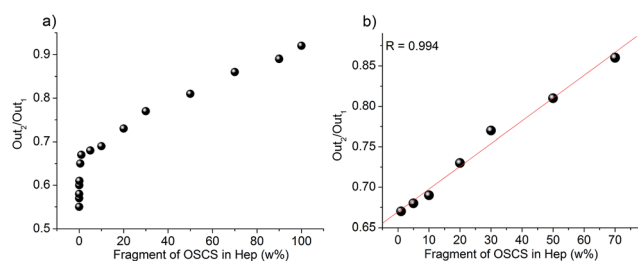 a)
Out2/Out1
0.9
0.8
0.7
0.6
0.5
0 20 40 60 80 100
Fragment of OSCS in Hep (w%)
b)
R = 0.994
Out2/Out1
0.85
0.80
0.75
0.70
0.65
0 10 20 30 40 50 60 70
Fragment of OSCS in Hep (w%)